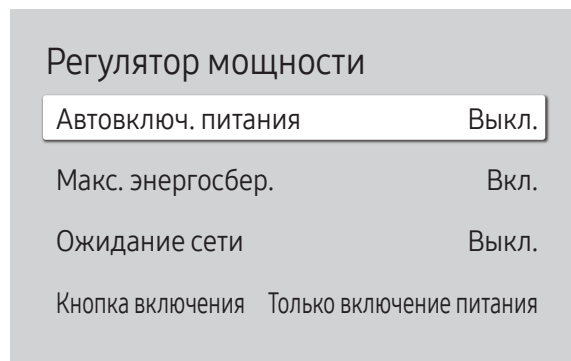 Регулятор мощности
Автовключ. питания Выкл.
Макс. энергосбер. Вкл.
Ожидание сети Выкл.
Кнопка включения Только включение питания